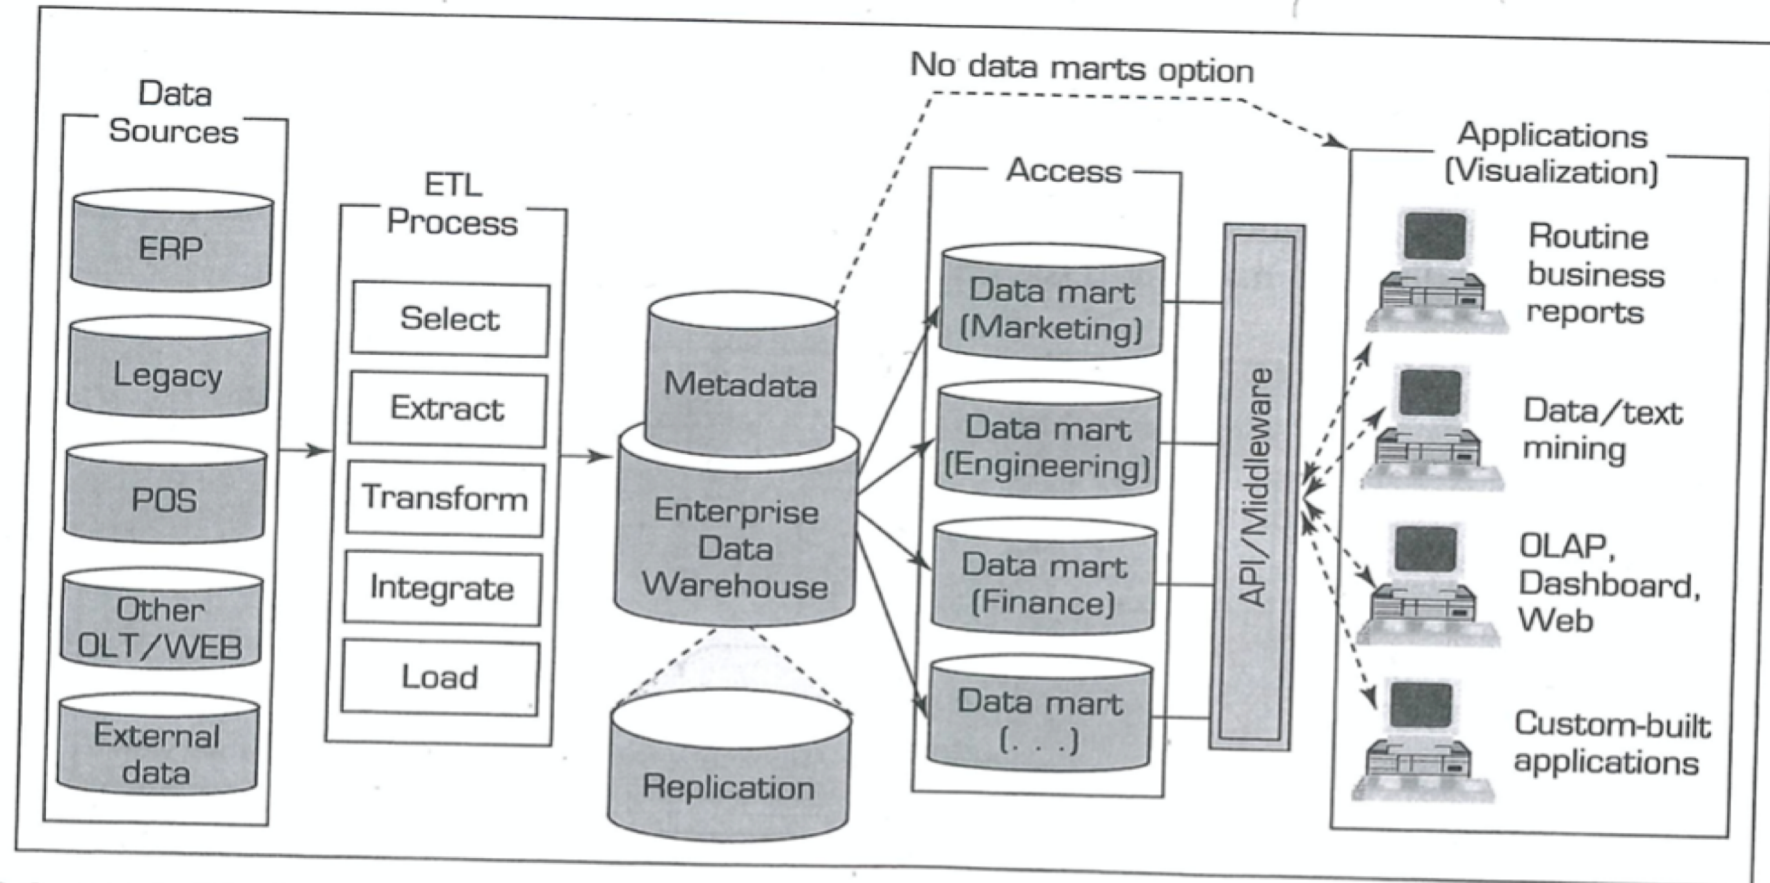 No data marts option
Data
Sources
ERP
Legacy
POS
Other
OLT/WEB
External
data
ETL
Process
Select
Extract
Transform
Integrate
Load
Metadata
Enterprise
Data
Warehouse
Replication
Access
Data mart
(Marketing)
Data mart
(Engineering)
Data mart
(Finance)
Data mart
(. . .)
API/Middleware
Applications
(Visualization)
Routine
business
reports
Data/text
mining
OLAP,
Dashboard,
Web
Custom-built
applications